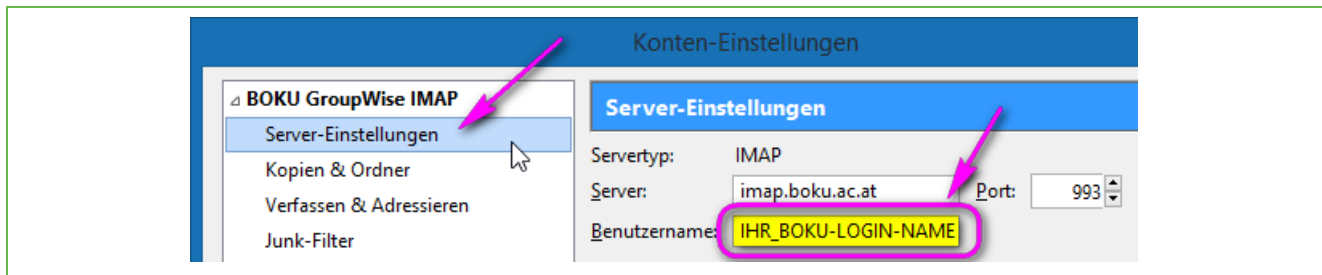 Konten-Einstellungen
BOKU GroupWise IMAP
Server-Einstellungen
Kopien & Ordner
Verfassen & Adressieren
Junk-Filter
Server-Einstellungen
Servertyp: IMAP
Server: imap.boku.ac.at Port: 993
Benutzername: IHR_BOKU-LOGIN-NAME